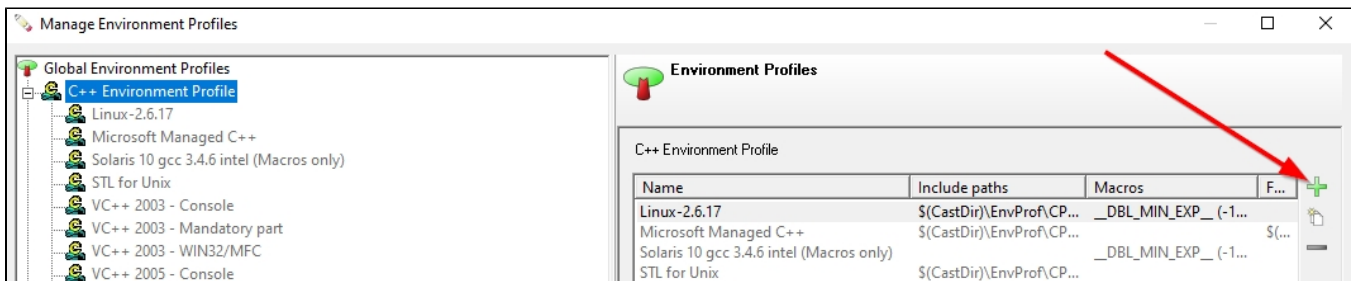 Manage Environment Profiles
Global Environment Profiles
C++ Environment Profile
Linux-2.6.17
Microsoft Managed C++
Solaris 10 gcc 3.4.6 intel (Macros only)
STL for Unix
VC++ 2003 - Console
VC++ 2003 - Mandatory part
VC++ 2003 - WIN32/MFC
VC++ 2005 - Console
Environment Profiles
C++ Environment Profile
Name Include paths Macros F...
Linux-2.6.17 $(CastDir)\EnvProf\CP... __DBL_MIN_EXP__ (-1...
Microsoft Managed C++ $(CastDir)\EnvProf\CP... $(...
Solaris 10 gcc 3.4.6 intel (Macros only) __DBL_MIN_EXP__ (-1...
STL for Unix $(CastDir)\EnvProf\CP...